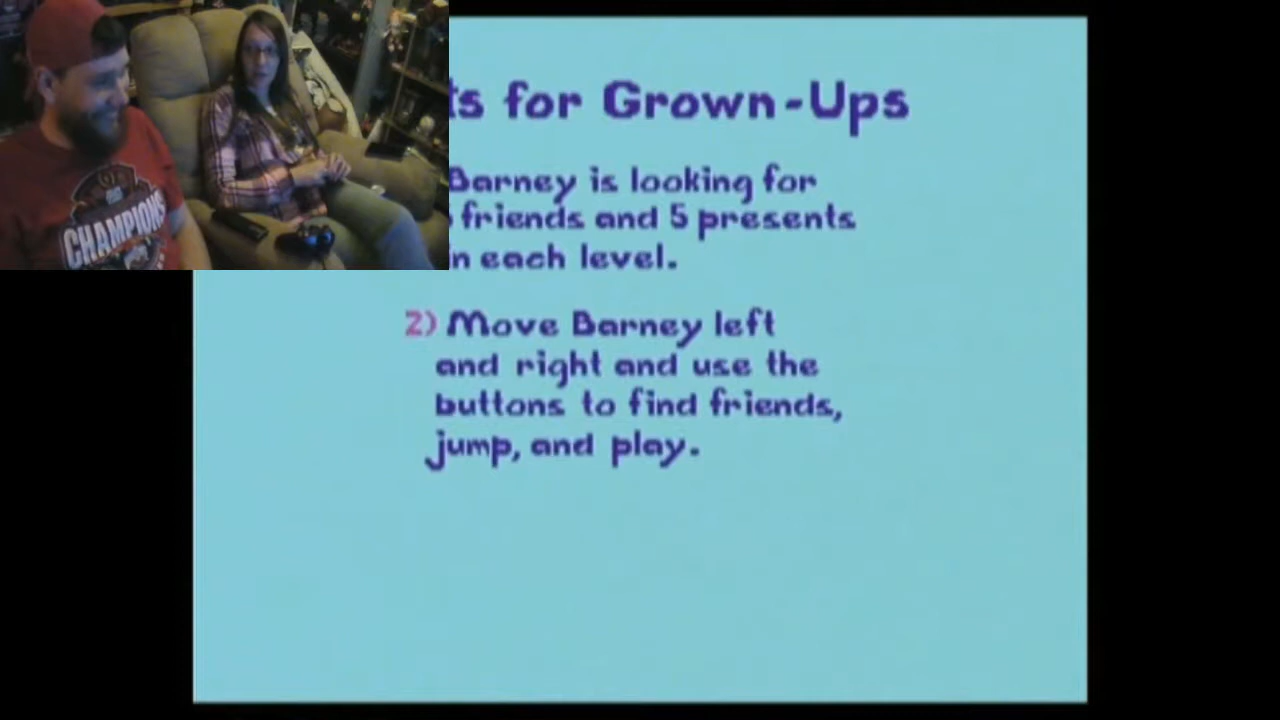 ts for Grown-Ups
Barney is looking for
friends and 5 presents
n each level.
2) Move Barney left
and right and use the
buttons to find friends,
jump, and play.
CHAMPIONS